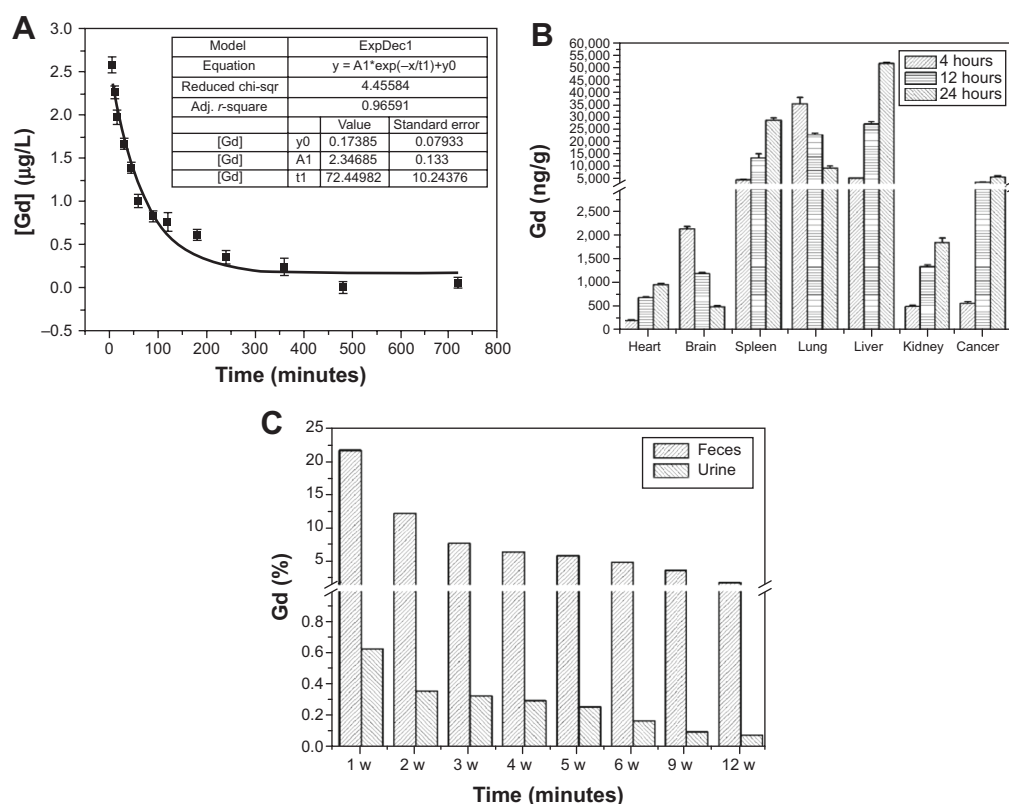 A
[Gd] (µg/L)
3.0
2.5
2.0
1.5
1.0
0.5
0.0
−0.5
Model ExpDec1
Equation y = A1*exp(−x/t1)+y0
Reduced chi-sqr 4.45584
Adj. r-square 0.96591
Value Standard error
[Gd] y0 0.17385 0.07933
[Gd] A1 2.34685 0.133
[Gd] t1 72.44982 10.24376
0 100 200 300 400 500 600 700 800
Time (minutes)
B
Gd (ng/g)
60,000
55,000
50,000
45,000
40,000
35,000
30,000
25,000
20,000
15,000
10,000
5,000
2,500
2,000
1,500
1,000
500
0
4 hours
12 hours
24 hours
Heart Brain Spleen Lung Liver Kidney Cancer
C
Gd (%)
25
20
15
10
5
0.8
0.6
0.4
0.2
0.0
Feces
Urine
1 w 2 w 3 w 4 w 5 w 6 w 9 w 12 w
Time (minutes)